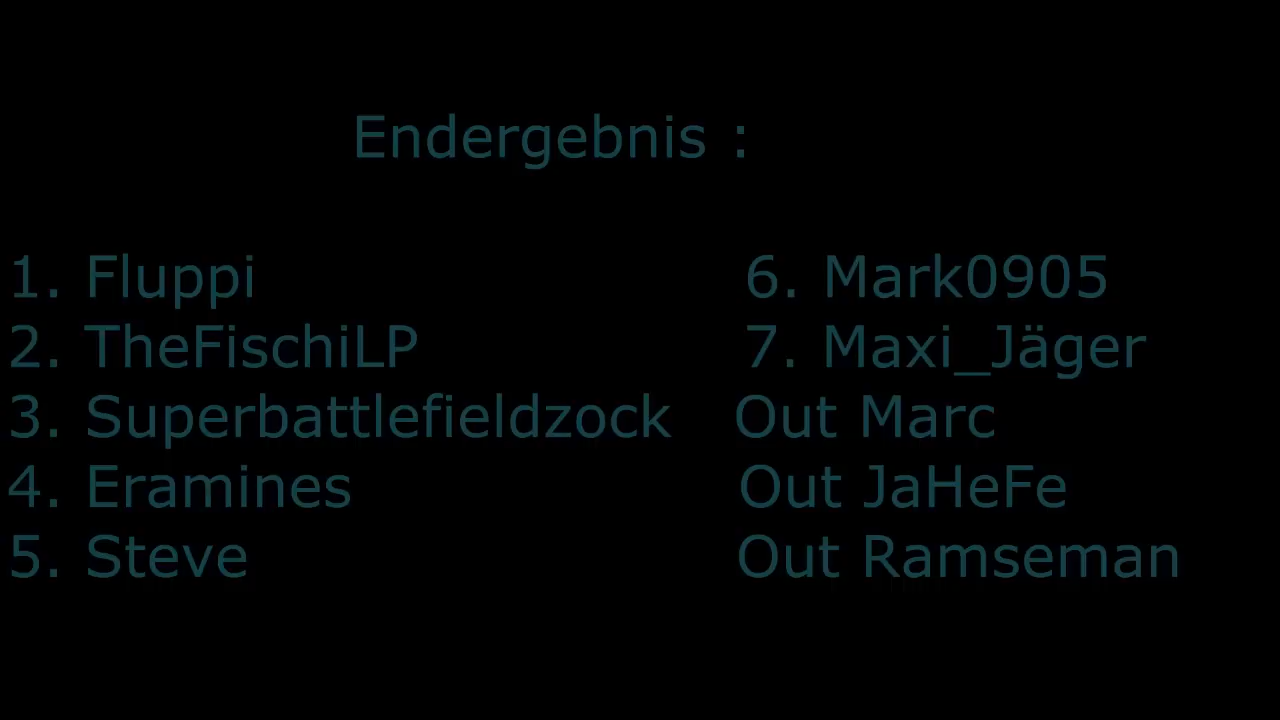 Endergebnis :
1. Fluppi
2. TheFischiLP
3. Superbattlefieldzock
4. Eramines
5. Steve
6. Mark0905
7. Maxi_Jäger
Out Marc
Out JaHeFe
Out Ramseman